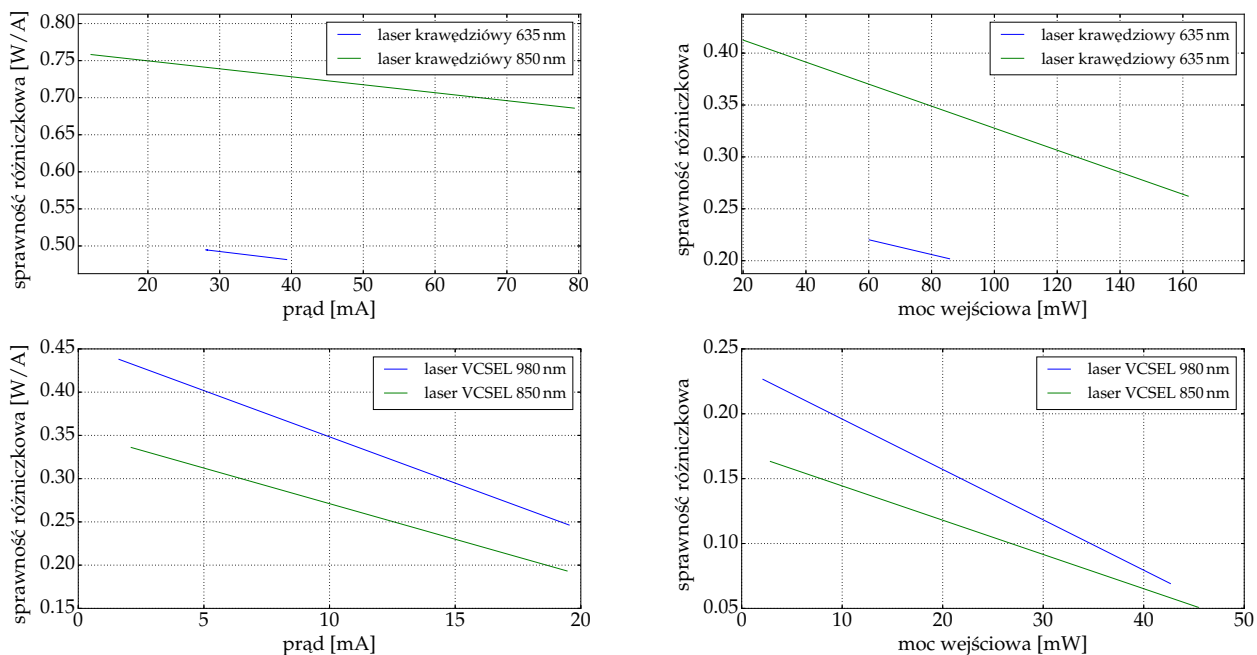 0.80
0.75
0.70
0.65
0.60
0.55
0.50
sprawność różniczkowa [W/A]
laser krawędziówy 635 nm
laser krawędziówy 850 nm
20 30 40 50 60 70 80
prąd [mA]
0.40
0.35
0.30
0.25
0.20
sprawność różniczkowa
laser krawędziowy 635 nm
laser krawędziowy 635 nm
20 40 60 80 100 120 140 160
moc wejściowa [mW]
0.45
0.40
0.35
0.30
0.25
0.20
0.15
sprawność różniczkowa [W/A]
laser VCSEL 980 nm
laser VCSEL 850 nm
0 5 10 15 20
prąd [mA]
0.25
0.20
0.15
0.10
0.05
sprawność różniczkowa
laser VCSEL 980 nm
laser VCSEL 850 nm
0 10 20 30 40 50
moc wejściowa [mW]